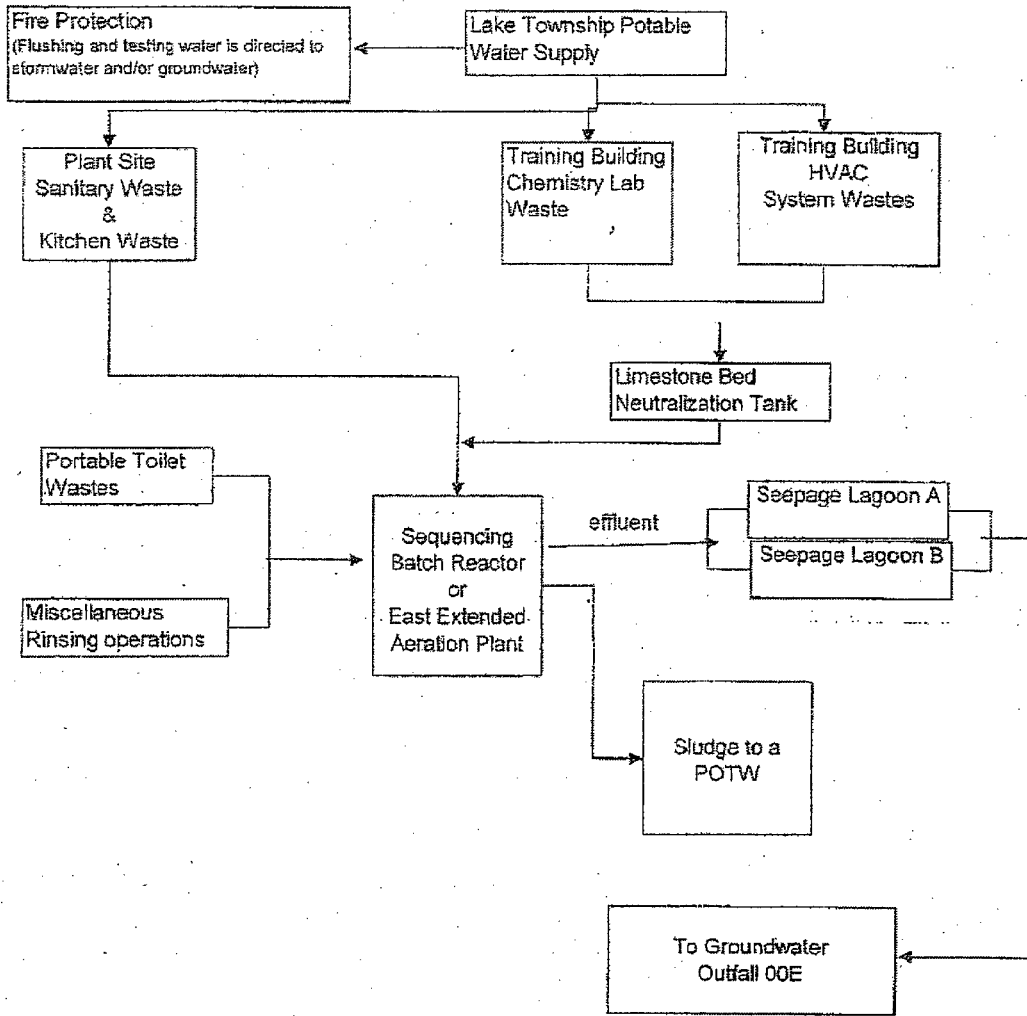 Fire Protection
(Flushing and testing water is directed to
stormwater and/or groundwater)
Lake Township Potable
Water Supply
Plant Site
Sanitary Waste
&
Kitchen Waste
Training Building
Chemistry Lab
Waste
Training Building
HVAC
System Wastes
Limestone Bed
Neutralization Tank
Portable Toilet
Wastes
Miscellaneous
Rinsing operations
Sequencing
Batch Reactor
or
East Extended
Aeration Plant
effluent
Seepage Lagoon A
Seepage Lagoon B
Sludge to a
POTW
To Groundwater
Outfall 00E